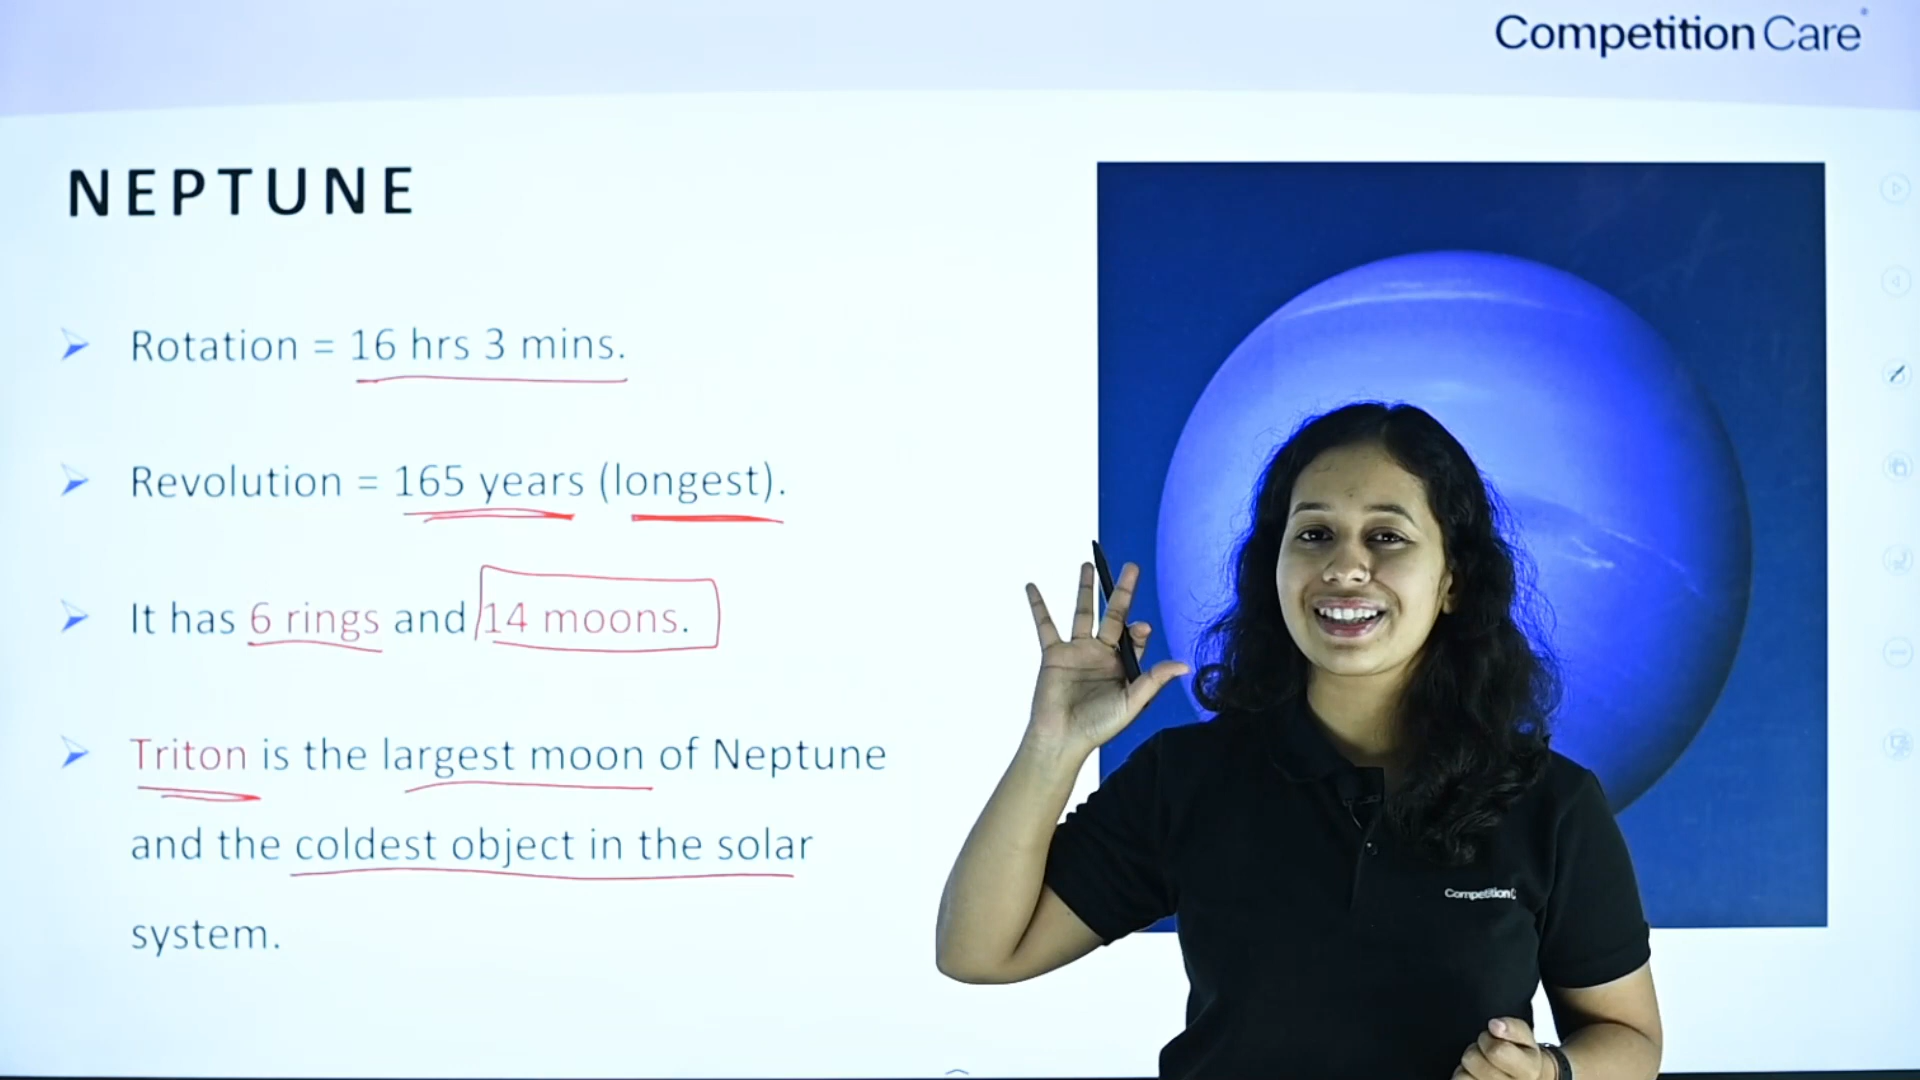 Competition Care
NEPTUNE
Rotation = 16 hrs 3 mins.
Revolution = 165 years (longest).
It has 6 rings and 14 moons.
Triton is the largest moon of Neptune
and the coldest object in the solar
system.
Competition C